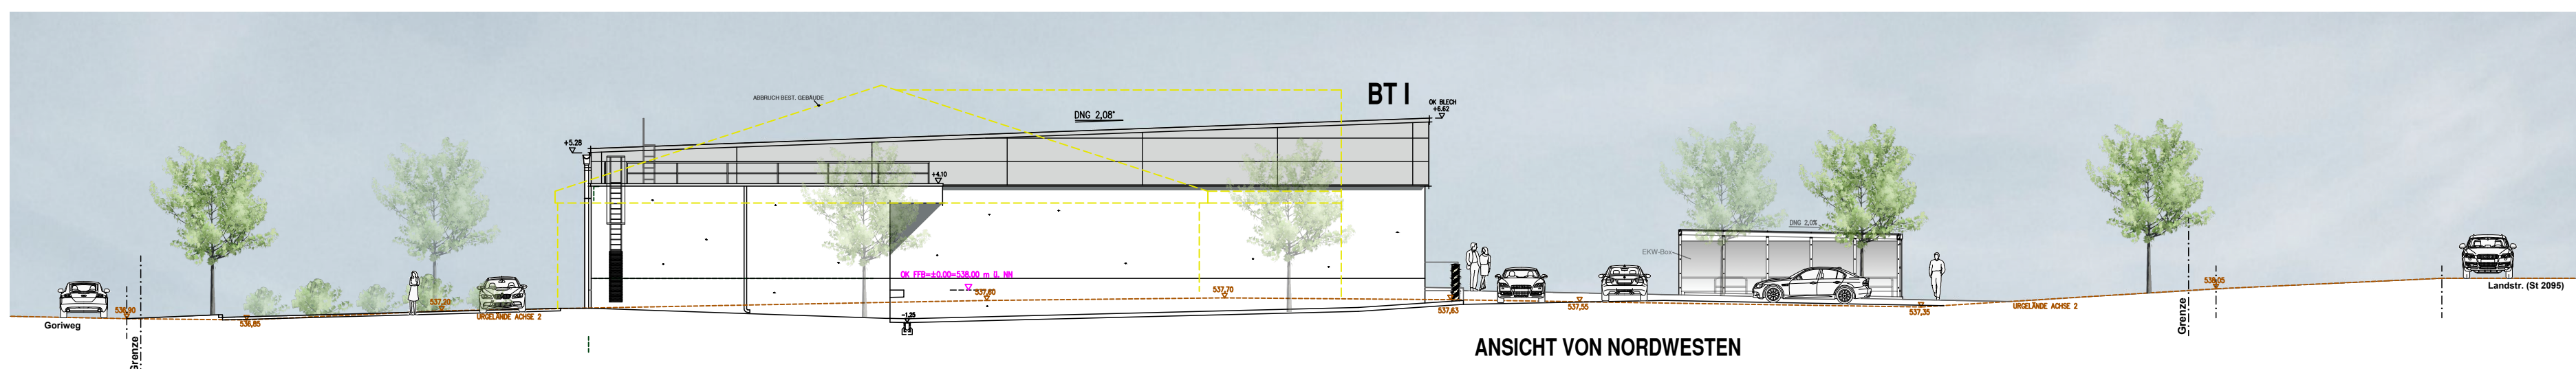 BT I
OK BLECH
+6.62
ABBRUCH BEST. GEBÄUDE
DNG 2,08°
+5.28
+4.10
DNG 2,0%
EKW-Box
OK FFB=±0.00=538.00 m ü. NN
537,60
537,70
537,20
536,90
536,85
Goriweg
Grenze
URGELÄNDE ACHSE 2
-1.25
537,63
537,55
537,35
URGELÄNDE ACHSE 2
Grenze
Landstr. (St 2095)
ANSICHT VON NORDWESTEN